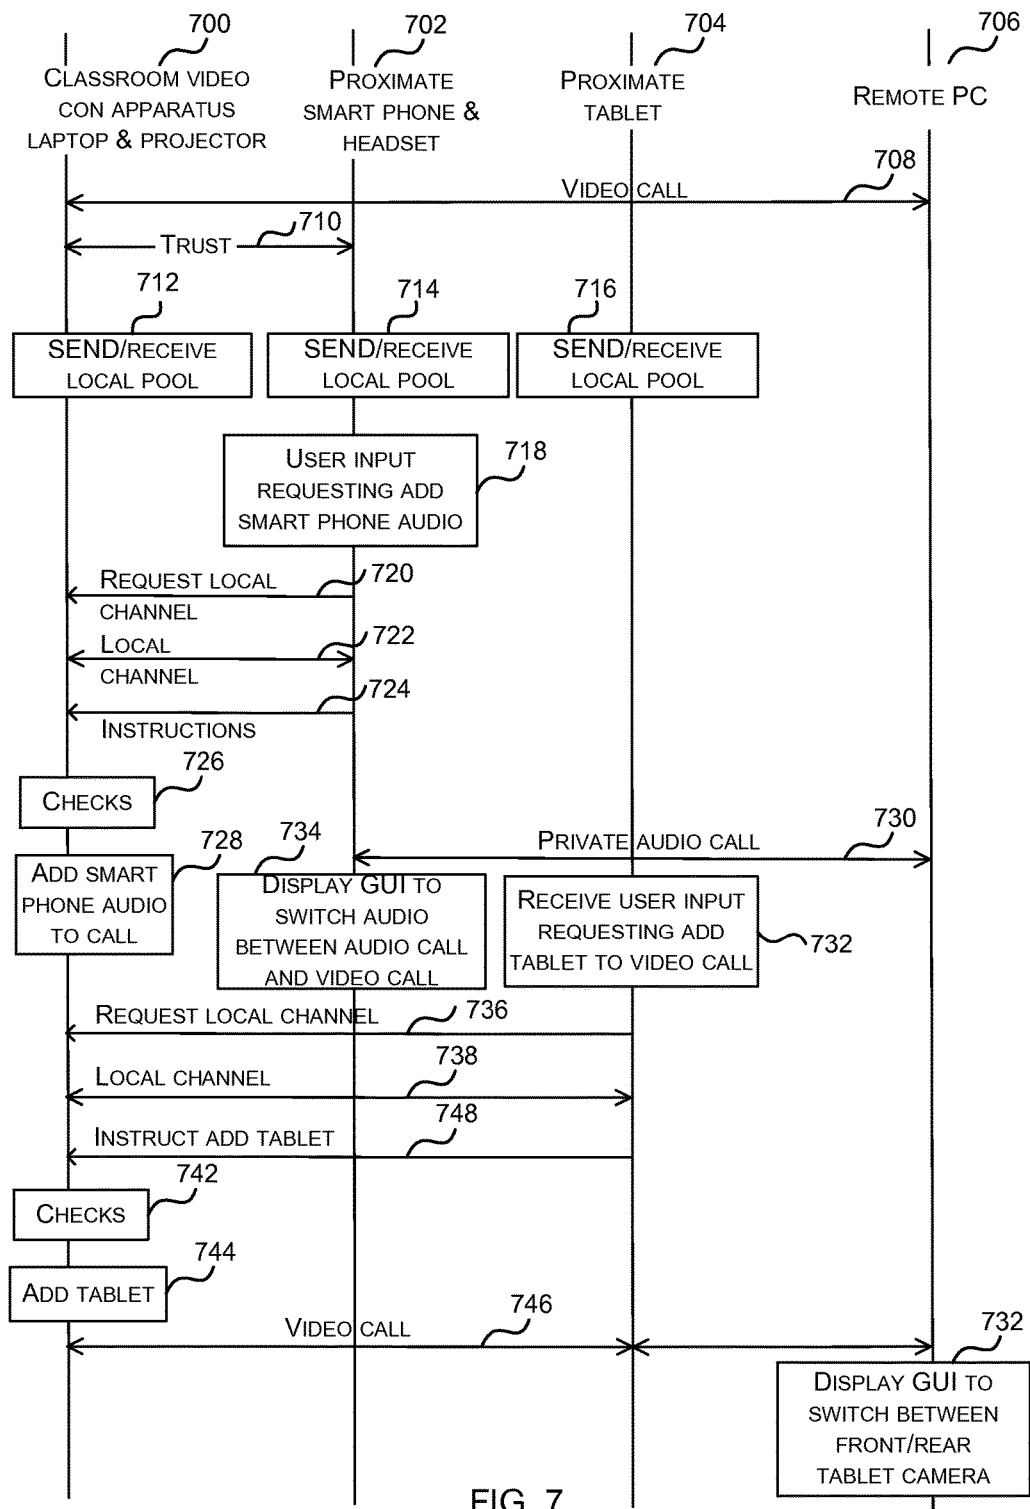 700
702
704
706
CLASSROOM VIDEO
CON APPARATUS
LAPTOP & PROJECTOR
PROXIMATE
SMART PHONE &
HEADSET
PROXIMATE
TABLET
REMOTE PC
708
VIDEO CALL
710
TRUST
712
714
716
SEND/RECEIVE
LOCAL POOL
SEND/RECEIVE
LOCAL POOL
SEND/RECEIVE
LOCAL POOL
USER INPUT
REQUESTING ADD
SMART PHONE AUDIO
718
REQUEST LOCAL
CHANNEL
720
LOCAL
CHANNEL
722
724
INSTRUCTIONS
726
CHECKS
728
ADD SMART
PHONE AUDIO
TO CALL
730
PRIVATE AUDIO CALL
734
DISPLAY GUI TO
SWITCH AUDIO
BETWEEN AUDIO CALL
AND VIDEO CALL
RECEIVE USER INPUT
REQUESTING ADD
TABLET TO VIDEO CALL
732
REQUEST LOCAL CHANNEL
736
LOCAL CHANNEL
738
INSTRUCT ADD TABLET
748
742
CHECKS
744
ADD TABLET
VIDEO CALL
746
732
DISPLAY GUI TO
SWITCH BETWEEN
FRONT/REAR
TABLET CAMERA
FIG. 7